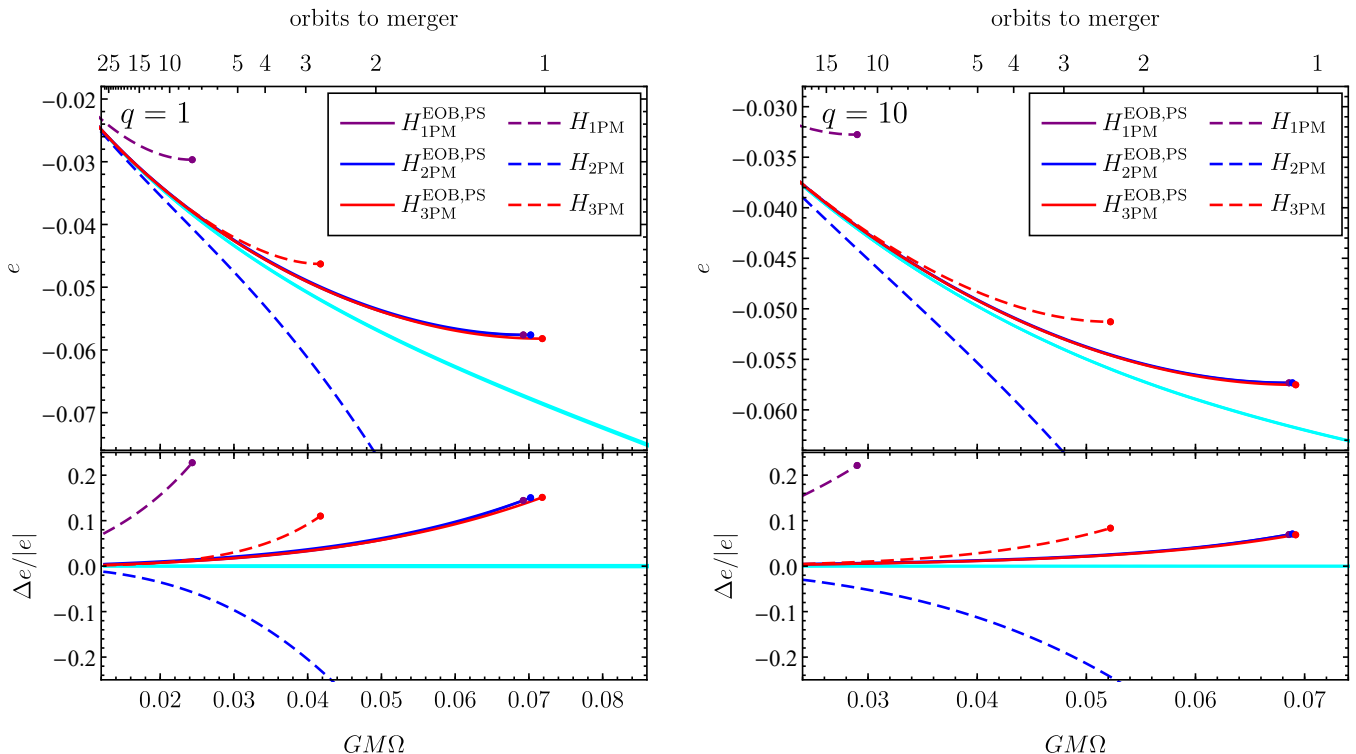 orbits to merger
25 15 10 5 4 3 2 1
q = 1
H_{1PM}^{EOB,PS} H_{1PM}
H_{2PM}^{EOB,PS} H_{2PM}
H_{3PM}^{EOB,PS} H_{3PM}
−0.02
−0.03
−0.04
−0.05
−0.06
−0.07
e
0.2
0.1
0.0
−0.1
−0.2
Δe/|e|
0.02 0.03 0.04 0.05 0.06 0.07 0.08
GMΩ
orbits to merger
15 10 5 4 3 2 1
q = 10
H_{1PM}^{EOB,PS} H_{1PM}
H_{2PM}^{EOB,PS} H_{2PM}
H_{3PM}^{EOB,PS} H_{3PM}
−0.030
−0.035
−0.040
−0.045
−0.050
−0.055
−0.060
e
0.2
0.1
0.0
−0.1
−0.2
Δe/|e|
0.03 0.04 0.05 0.06 0.07
GMΩ